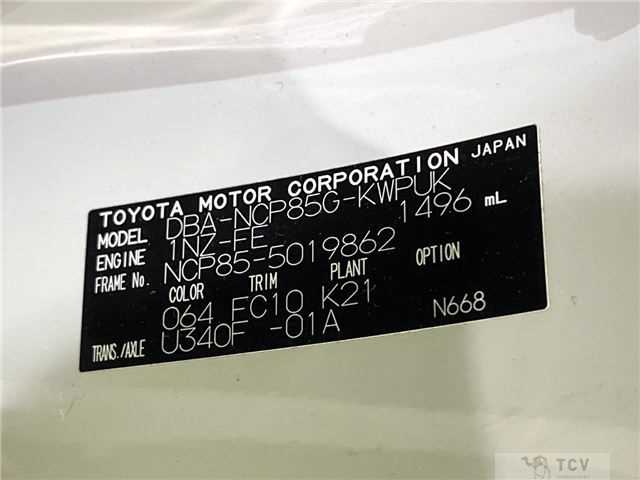 TOYOTA MOTOR CORPORATION JAPAN
MODEL DBA-NCP85G-KWPUK
ENGINE 1NZ-FE 1496 mL
FRAME No. NCP85-5019862
COLOR TRIM PLANT OPTION
064 FC10 K21
TRANS./AXLE U340F -01A N668
TCV